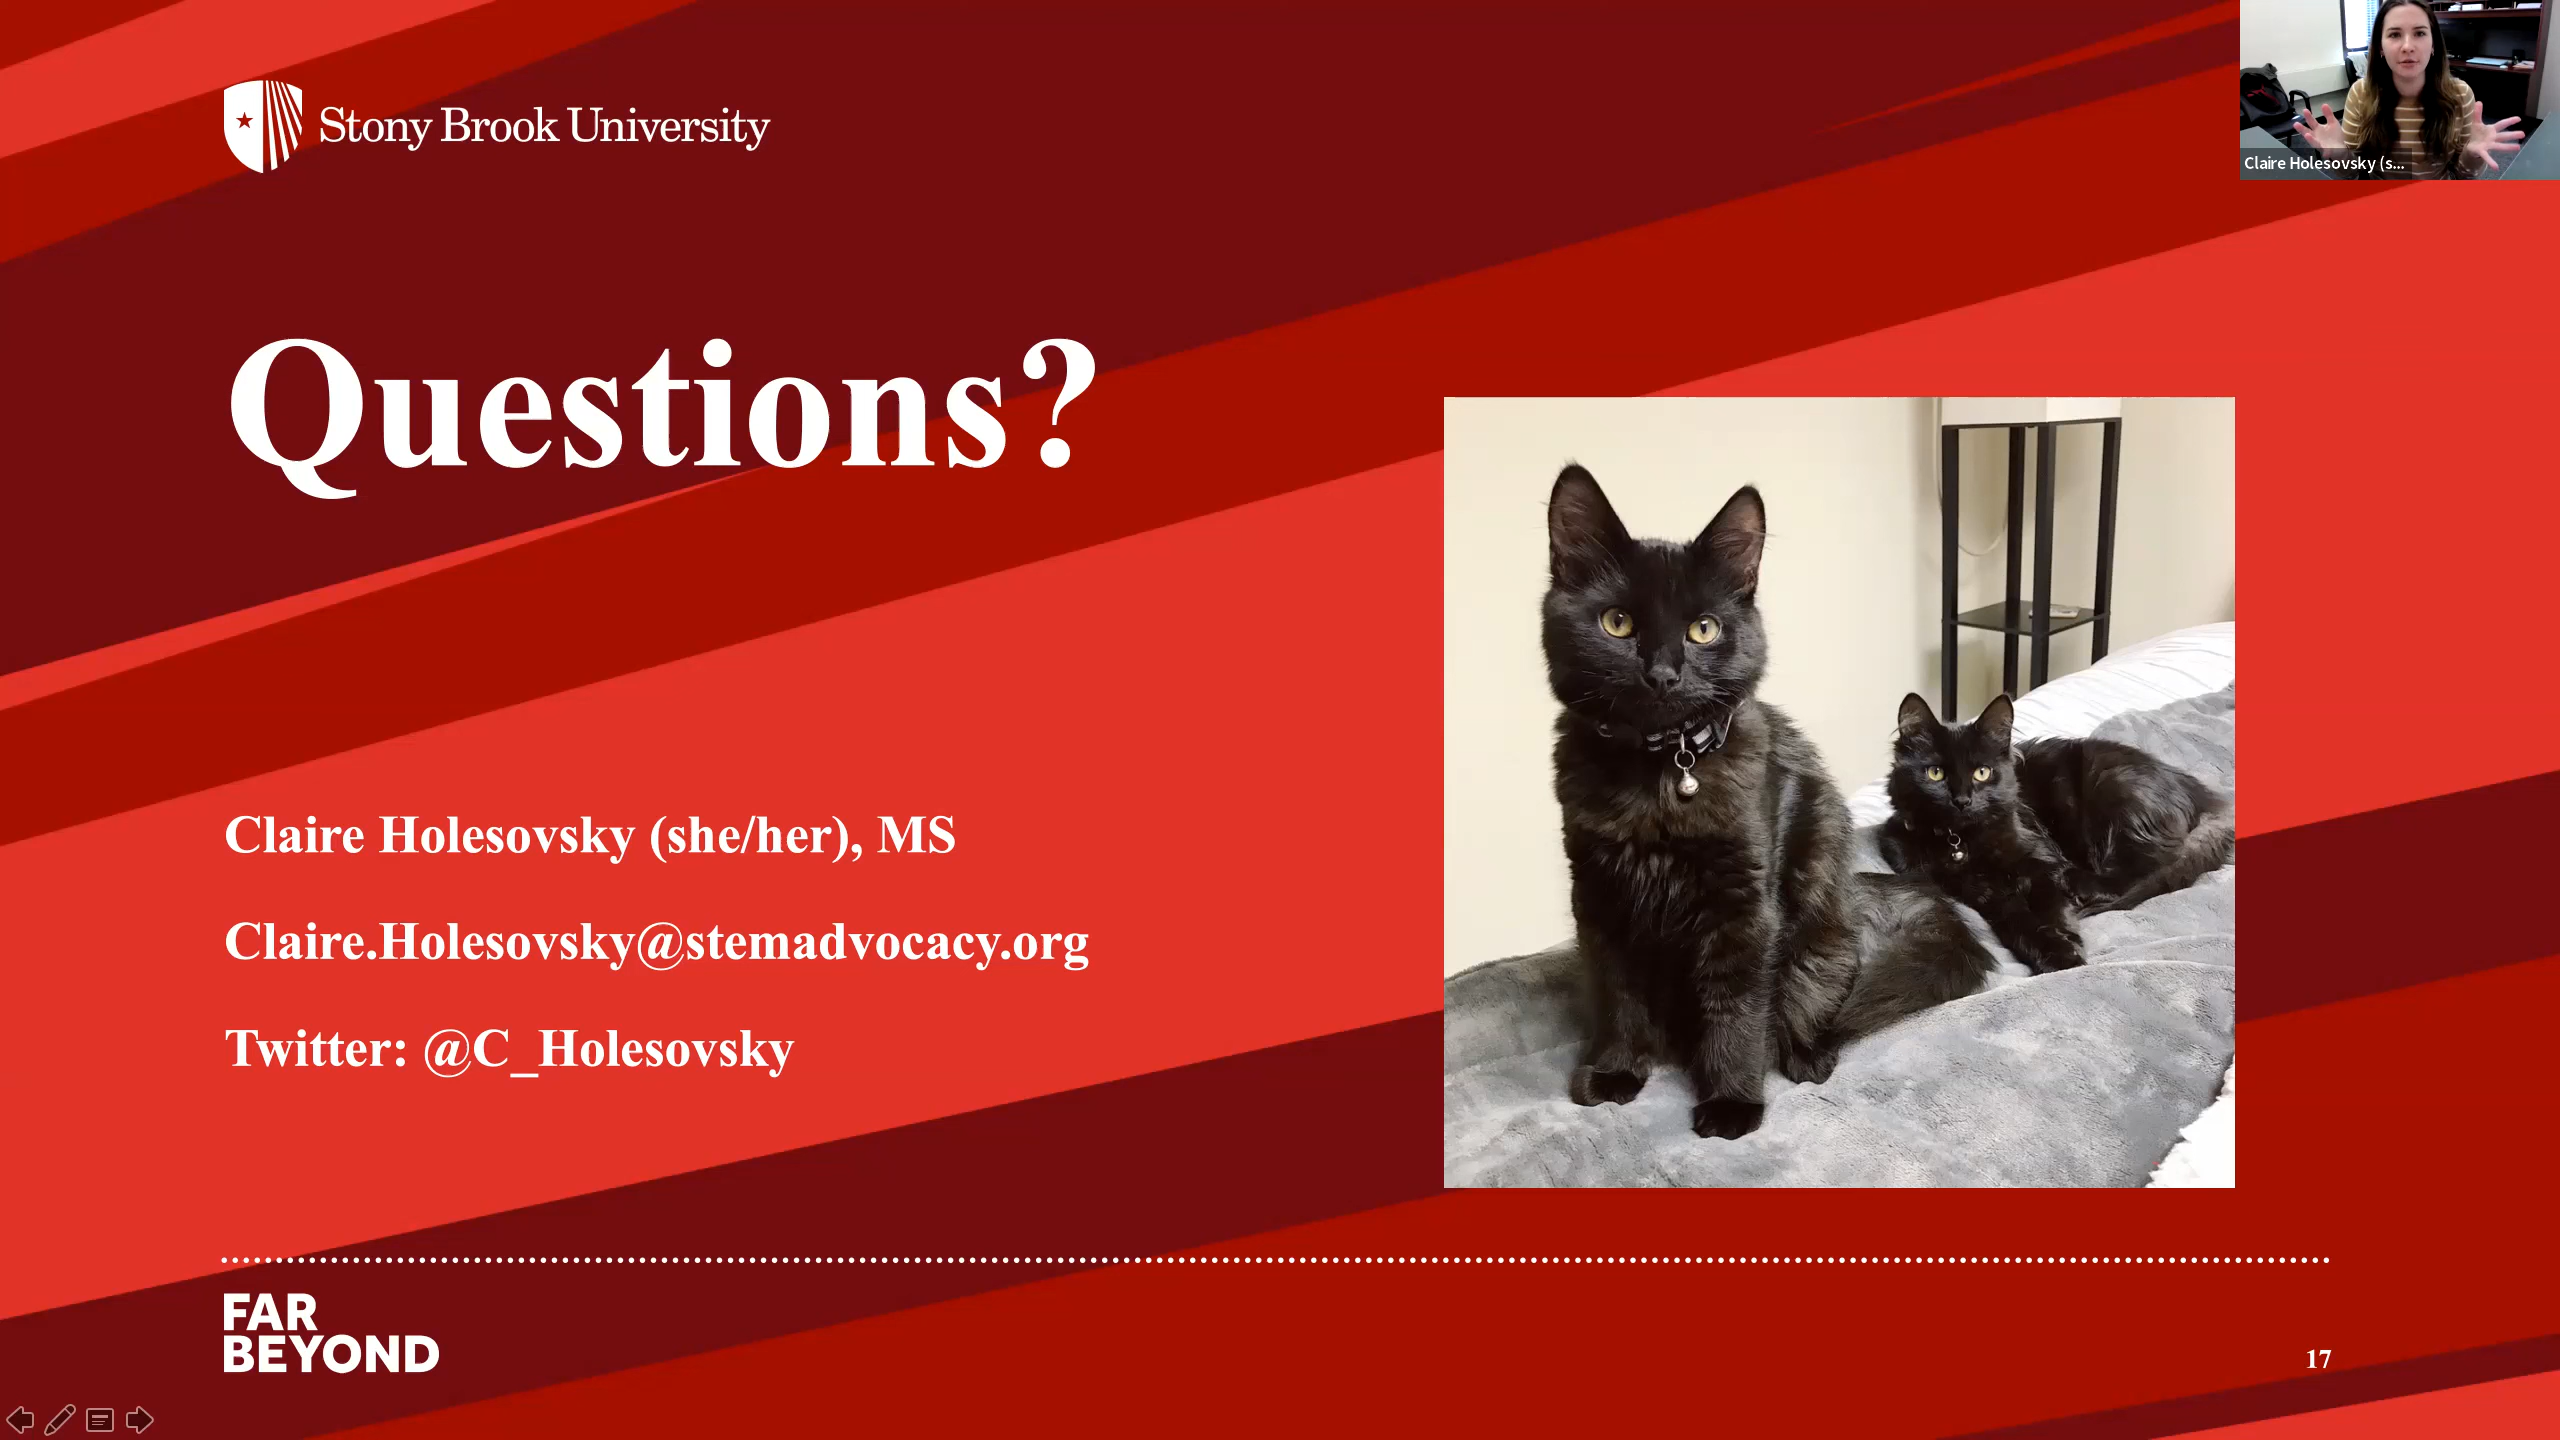 Stony Brook University
Claire Holesovsky (s...
Questions?
Claire Holesovsky (she/her), MS
Claire.Holesovsky@stemadvocacy.org
Twitter: @C_Holesovsky
FAR
BEYOND
17